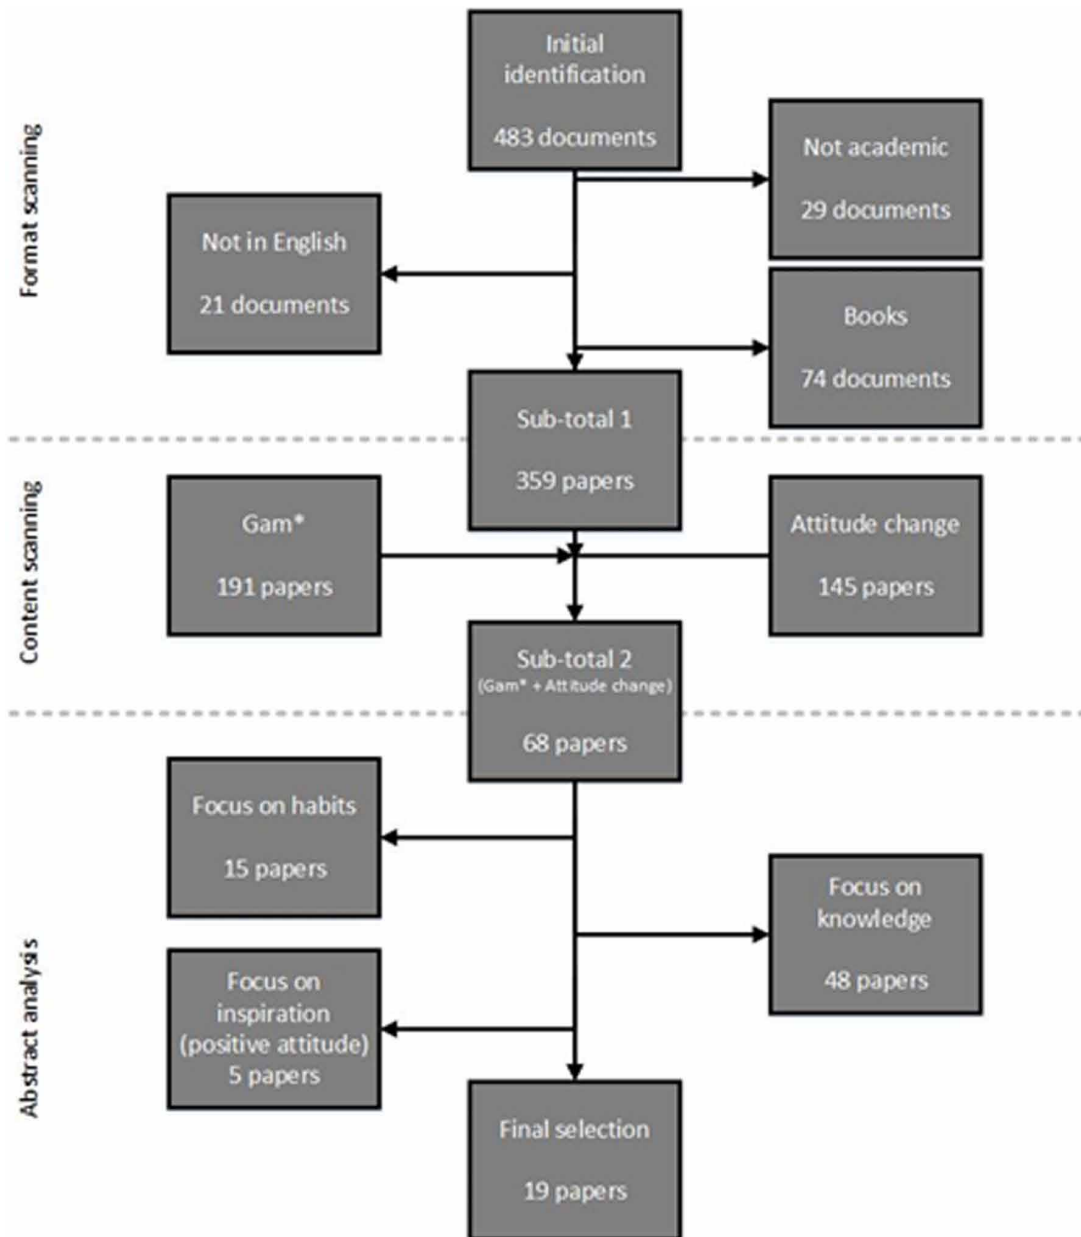 Format scanning
Initial
identification
483 documents
Not academic
29 documents
Not in English
21 documents
Books
74 documents
Sub-total 1
359 papers
Content scanning
Gam*
191 papers
Attitude change
145 papers
Sub-total 2
(Gam* + Attitude change)
68 papers
Abstract analysis
Focus on habits
15 papers
Focus on
knowledge
48 papers
Focus on
inspiration
(positive attitude)
5 papers
Final selection
19 papers